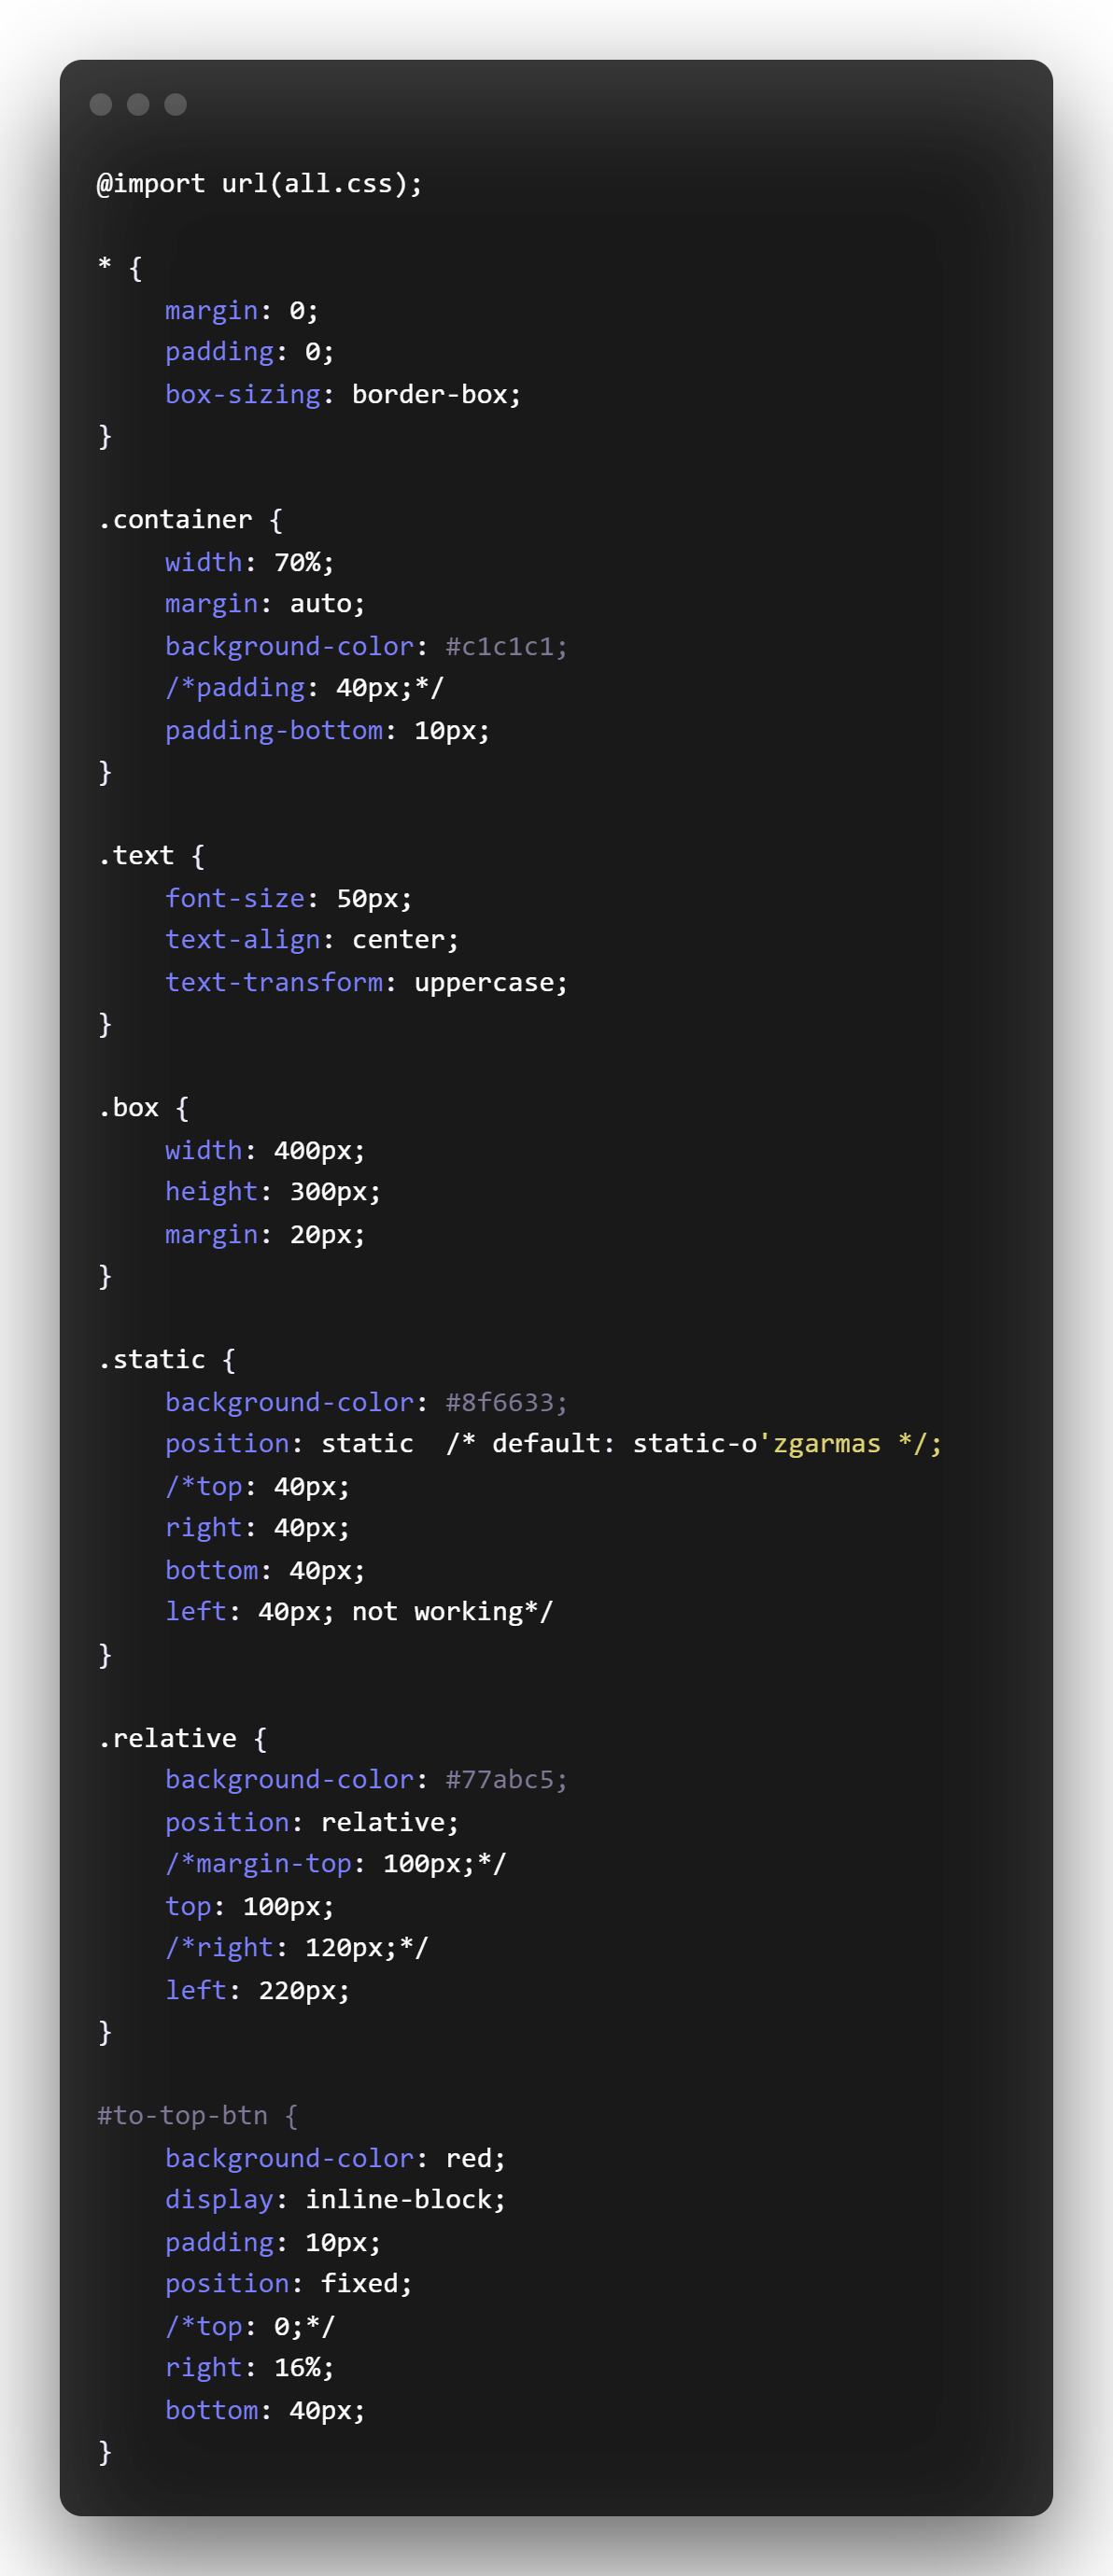 @import url(all.css);

* {
    margin: 0;
    padding: 0;
    box-sizing: border-box;
}

.container {
    width: 70%;
    margin: auto;
    background-color: #c1c1c1;
    /*padding: 40px;*/
    padding-bottom: 10px;
}

.text {
    font-size: 50px;
    text-align: center;
    text-transform: uppercase;
}

.box {
    width: 400px;
    height: 300px;
    margin: 20px;
}

.static {
    background-color: #8f6633;
    position: static  /* default: static-o'zgarmas */;
    /*top: 40px;
    right: 40px;
    bottom: 40px;
    left: 40px; not working*/
}

.relative {
    background-color: #77abc5;
    position: relative;
    /*margin-top: 100px;*/
    top: 100px;
    /*right: 120px;*/
    left: 220px;
}

#to-top-btn {
    background-color: red;
    display: inline-block;
    padding: 10px;
    position: fixed;
    /*top: 0;*/
    right: 16%;
    bottom: 40px;
}